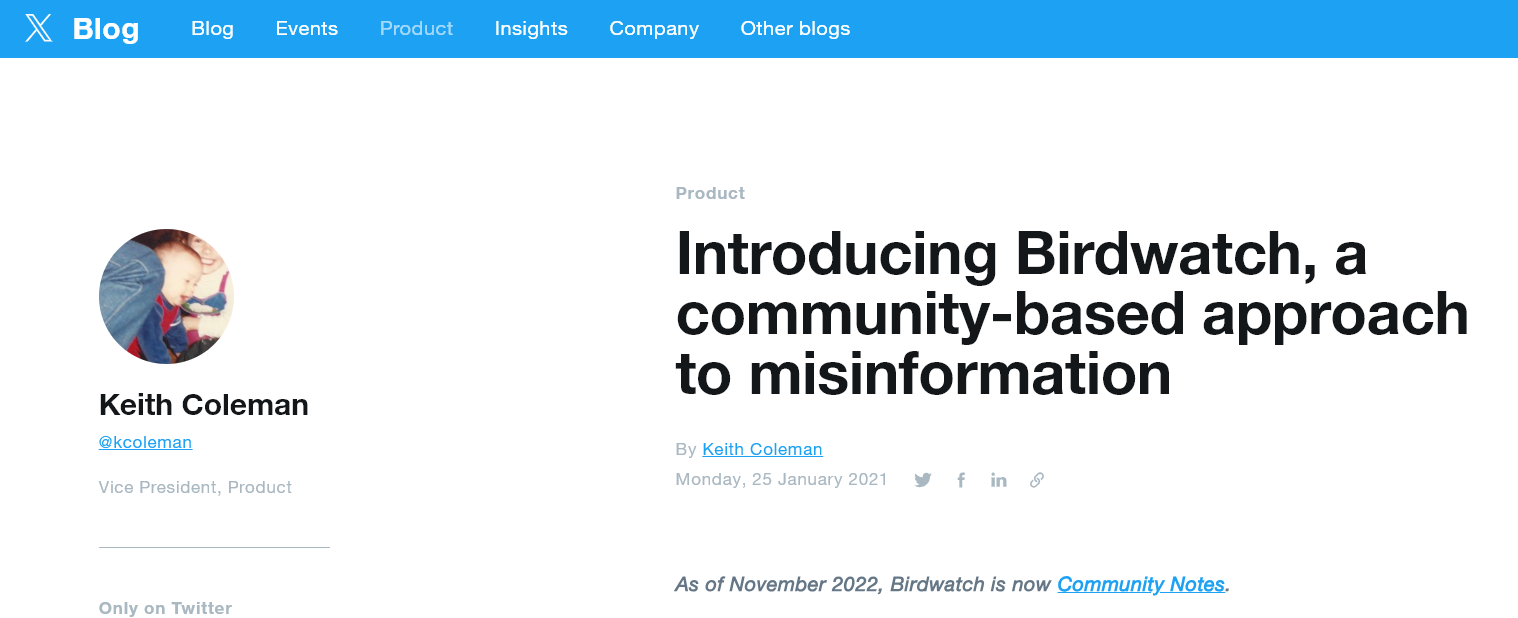 Blog Blog Events Product Insights Company Other blogs
Product
Introducing Birdwatch, a
community-based approach
to misinformation
By Keith Coleman
Monday, 25 January 2021
As of November 2022, Birdwatch is now Community Notes.
Keith Coleman
@kcoleman
Vice President, Product
Only on Twitter